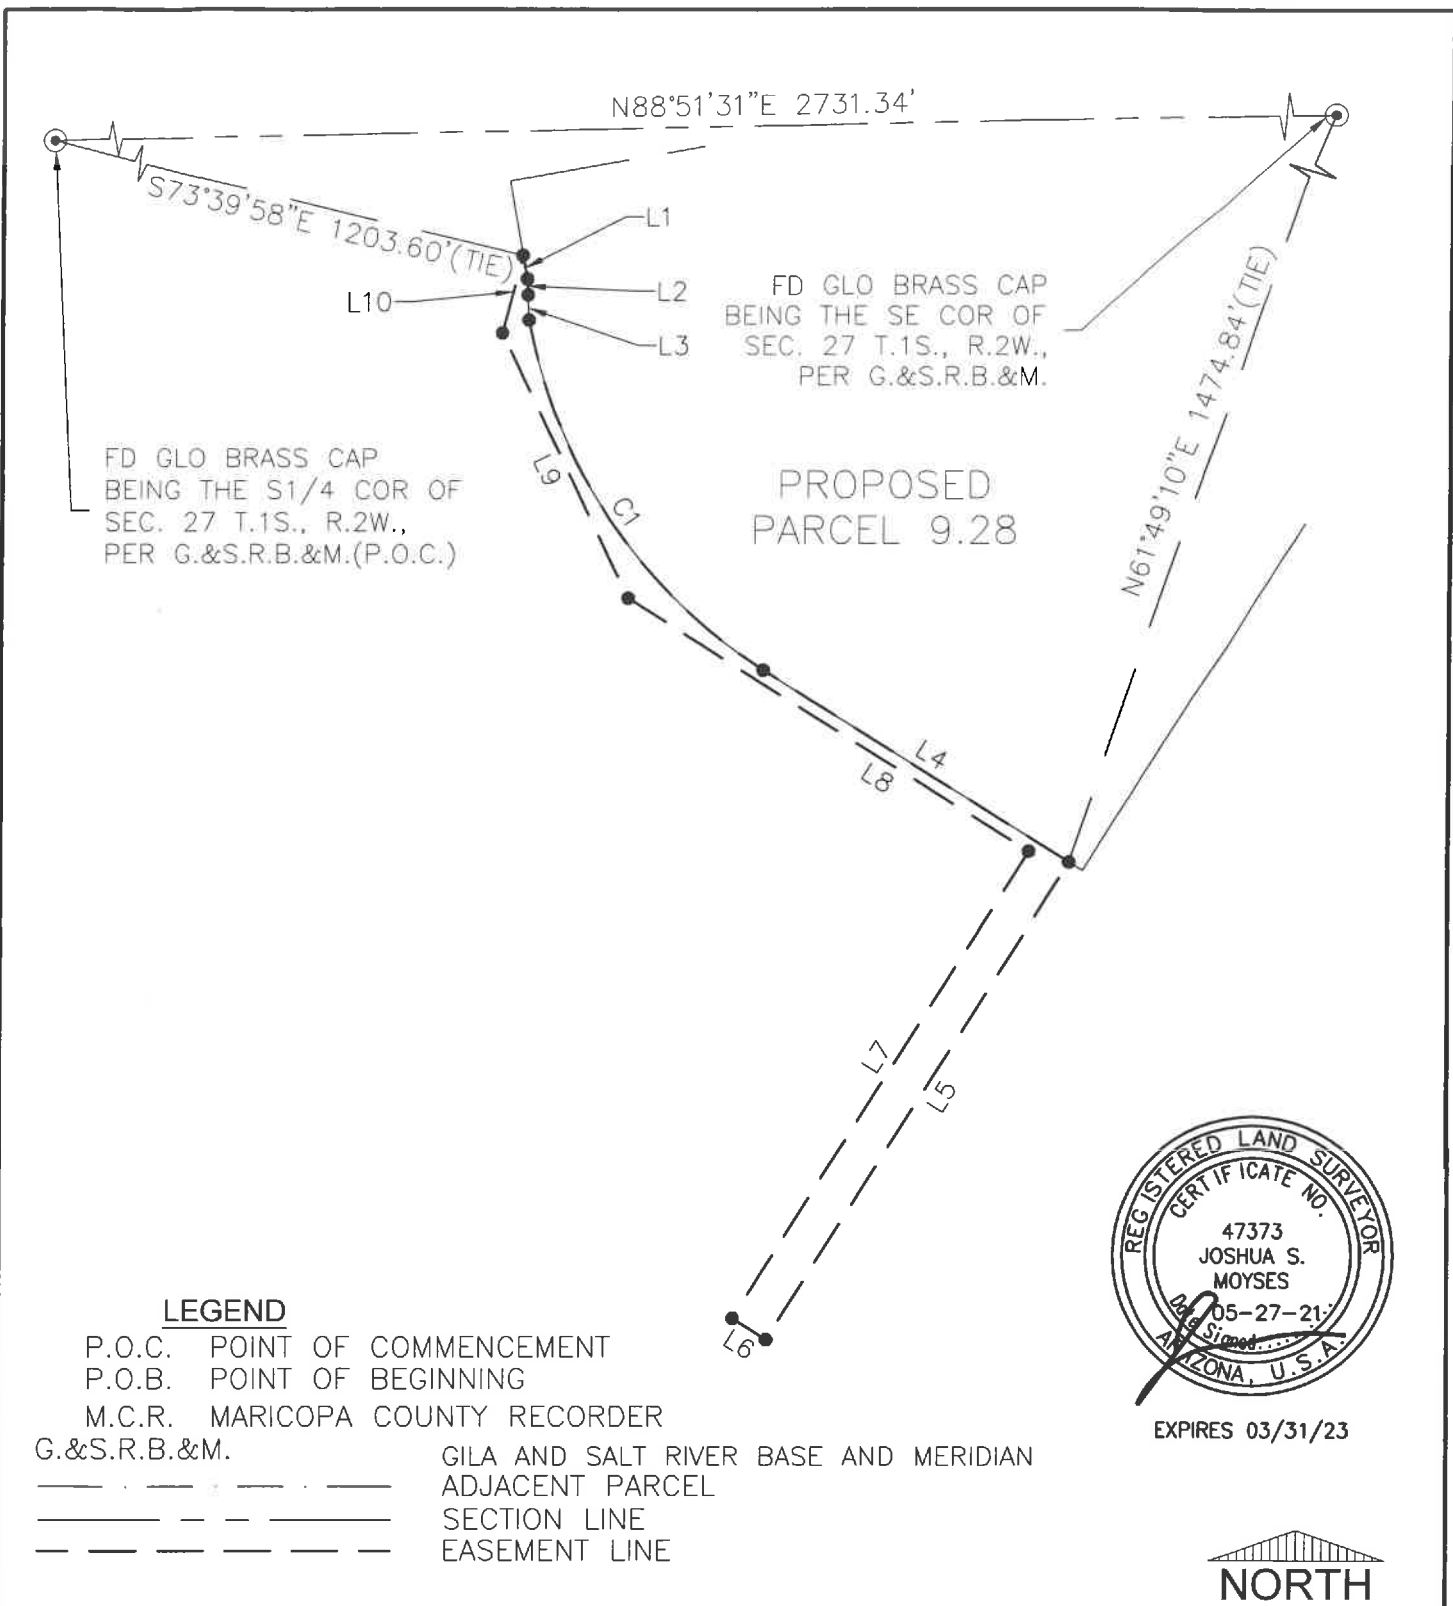 N88°51'31"E 2731.34'
S73°39'58"E 1203.60'(TIE)
L1
L2
L10
L3
FD GLO BRASS CAP
BEING THE SE COR OF
SEC. 27 T.1S., R.2W.,
PER G.&S.R.B.&M.
N61°49'10"E 1474.84'(TIE)
FD GLO BRASS CAP
BEING THE S1/4 COR OF
SEC. 27 T.1S., R.2W.,
PER G.&S.R.B.&M.(P.O.C.)
L9
C1
PROPOSED
PARCEL 9.28
L4
L8
L7
L5
L6
REGISTERED LAND SURVEYOR
CERTIFICATE NO.
47373
JOSHUA S.
MOYSES
05-27-21
Date Signed
ARIZONA, U.S.A.
EXPIRES 03/31/23
LEGEND
P.O.C. POINT OF COMMENCEMENT
P.O.B. POINT OF BEGINNING
M.C.R. MARICOPA COUNTY RECORDER
G.&S.R.B.&M. GILA AND SALT RIVER BASE AND MERIDIAN
ADJACENT PARCEL
SECTION LINE
EASEMENT LINE
NORTH